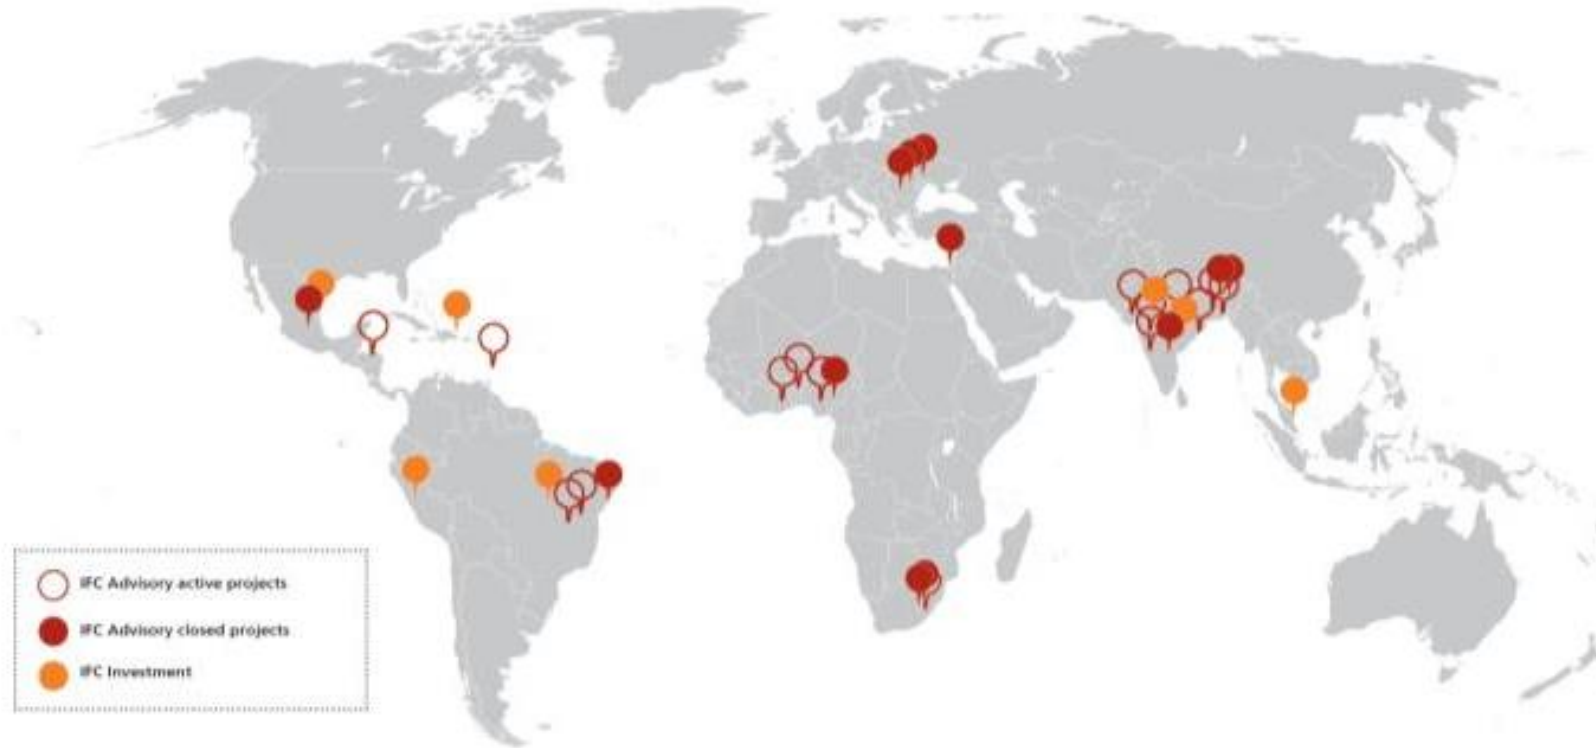 IFC Advisory active projects
IFC Advisory closed projects
IFC Investment